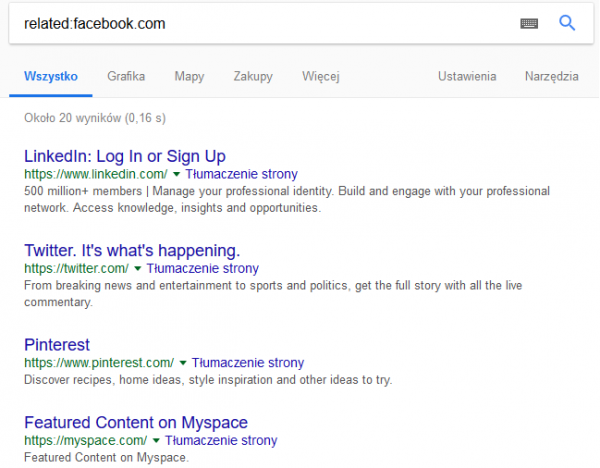 related:facebook.com
Wszystko Grafika Mapy Zakupy Więcej Ustawienia Narzędzia
Około 20 wyników (0,16 s)
LinkedIn: Log In or Sign Up
https://www.linkedin.com/ Tłumaczenie strony
500 million+ members | Manage your professional identity. Build and engage with your professional
network. Access knowledge, insights and opportunities.
Twitter. It's what's happening.
https://twitter.com/ Tłumaczenie strony
From breaking news and entertainment to sports and politics, get the full story with all the live
commentary.
Pinterest
https://www.pinterest.com/ Tłumaczenie strony
Discover recipes, home ideas, style inspiration and other ideas to try.
Featured Content on Myspace
https://myspace.com/ Tłumaczenie strony
Featured Content on Myspace.